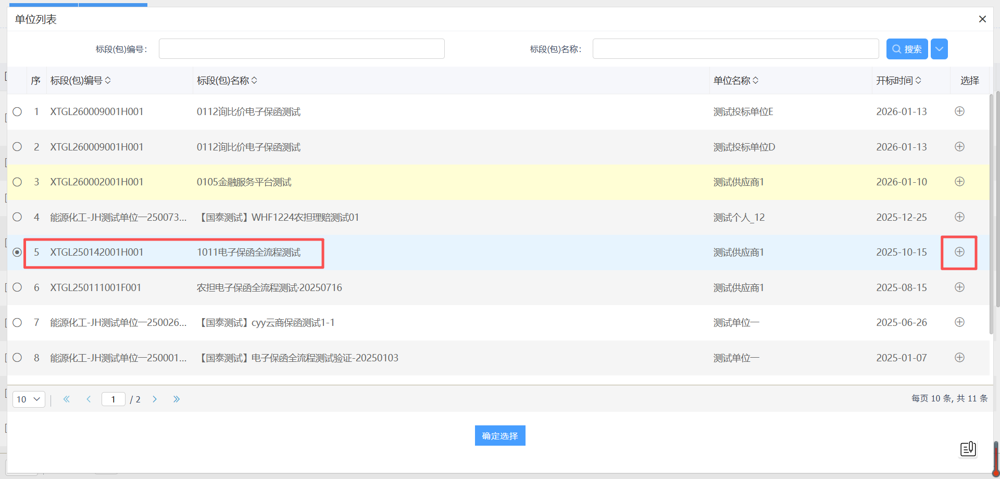 单位列表
标段(包)编号:
标段(包)名称:
搜索
序 标段(包)编号 标段(包)名称 单位名称 开标时间 选择
1 XTGL260009001H001 0112询比价电子保函测试 测试投标单位E 2026-01-13
2 XTGL260009001H001 0112询比价电子保函测试 测试投标单位D 2026-01-13
3 XTGL260002001H001 0105金融服务平台测试 测试供应商1 2026-01-10
4 能源化工-JH测试单位一250073... 【国泰测试】WHF1224农担理赔测试01 测试个人_12 2025-12-25
5 XTGL250142001H001 1011电子保函全流程测试 测试供应商1 2025-10-15
6 XTGL250111001F001 农担电子保函全流程测试·20250716 测试供应商1 2025-08-15
7 能源化工-JH测试单位一250026... 【国泰测试】cyy云商保函测试1-1 测试单位一 2025-06-26
8 能源化工-JH测试单位一250001... 【国泰测试】电子保函全流程测试验证-20250103 测试单位一 2025-01-07
10 1 / 2 每页 10 条, 共 11 条
确定选择